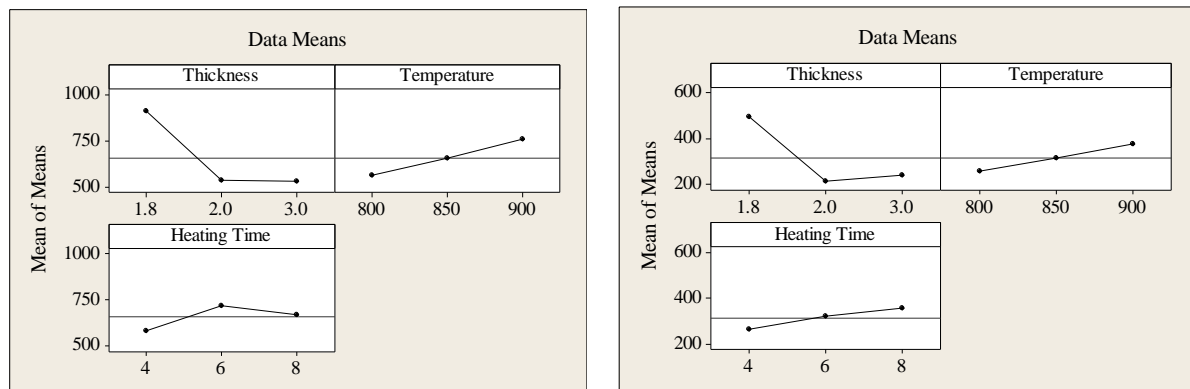 Data Means
Thickness Temperature
1000
750
500
1.8 2.0 3.0 800 850 900
Mean of Means
Heating Time
1000
750
500
4 6 8
Data Means
Thickness Temperature
600
400
200
1.8 2.0 3.0 800 850 900
Mean of Means
Heating Time
600
400
200
4 6 8